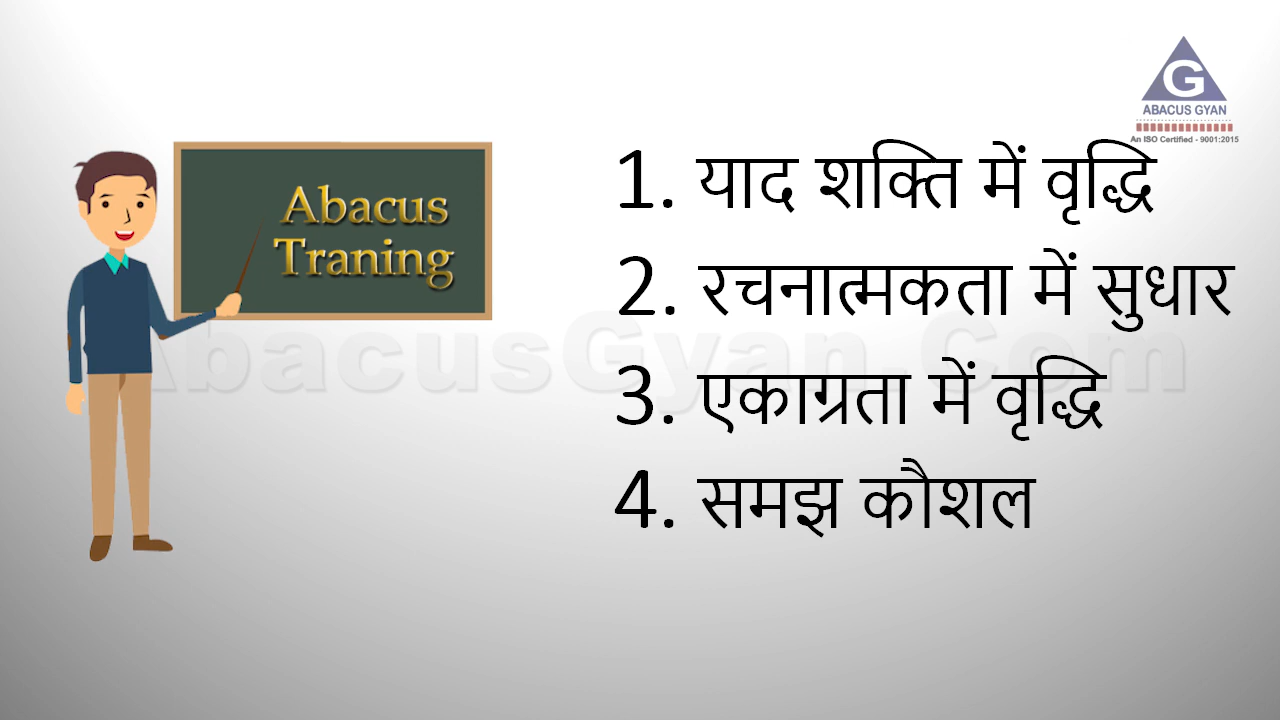 G
ABACUS GYAN
An ISO Certified - 9001:2015
Abacus
Traning
1. याद शक्ति में वृद्धि
2. रचनात्मकता में सुधार
3. एकाग्रता में वृद्धि
4. समझ कौशल
AbacusGyan.Com